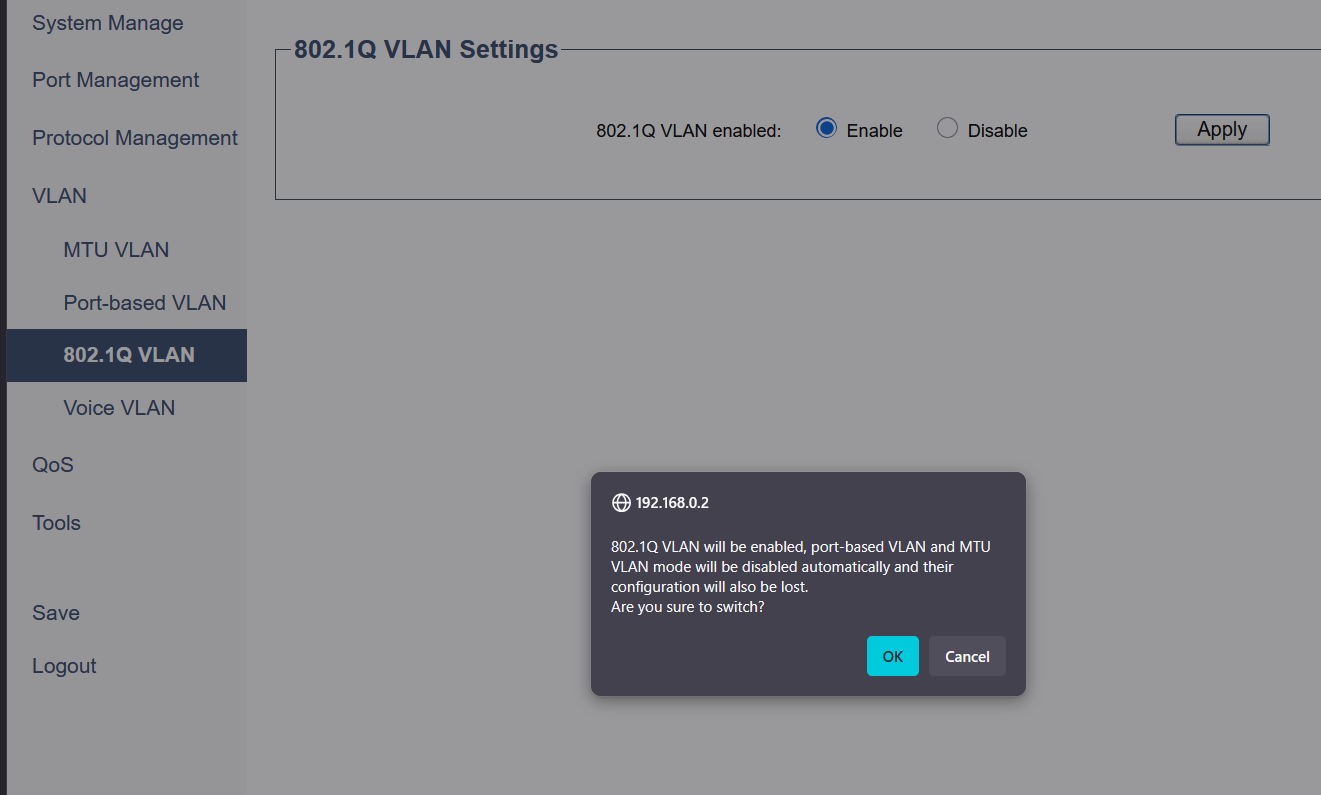 System Manage
Port Management
Protocol Management
VLAN
MTU VLAN
Port-based VLAN
802.1Q VLAN
Voice VLAN
QoS
Tools
Save
Logout
802.1Q VLAN Settings
802.1Q VLAN enabled: Enable Disable Apply
192.168.0.2
802.1Q VLAN will be enabled, port-based VLAN and MTU
VLAN mode will be disabled automatically and their
configuration will also be lost.
Are you sure to switch?
OK Cancel